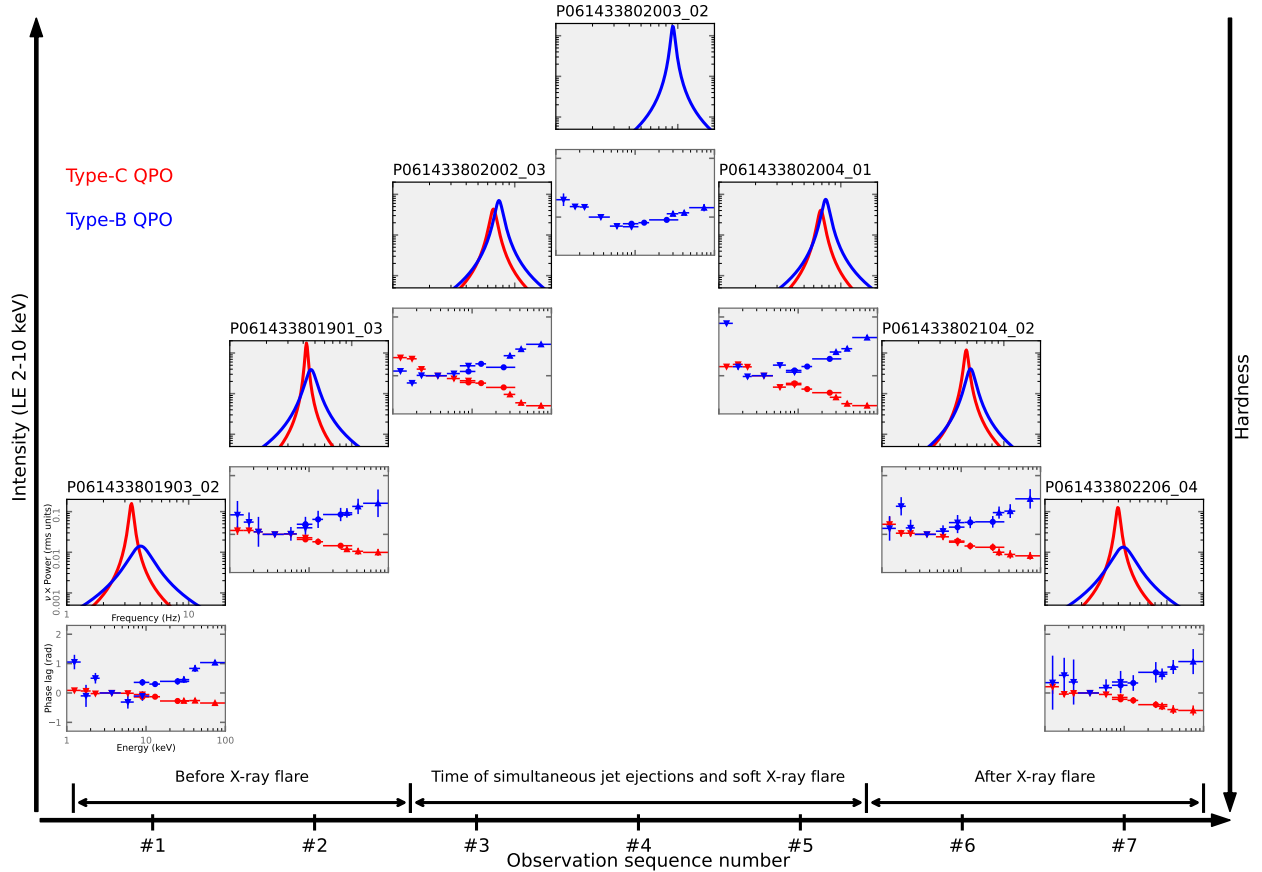 P061433802003_02
Type-C QPO
Type-B QPO
P061433802002_03
P061433802004_01
P061433801901_03
P061433802104_02
P061433801903_02
P061433802206_04
Intensity (LE 2-10 keV)
Hardness
ν × Power (rms units)
0.1
0.01
0.001
1
10
Frequency (Hz)
Phase lag (rad)
2
1
0
−1
1
10
100
Energy (keV)
Before X-ray flare
Time of simultaneous jet ejections and soft X-ray flare
After X-ray flare
#1
#2
#3
#4
#5
#6
#7
Observation sequence number